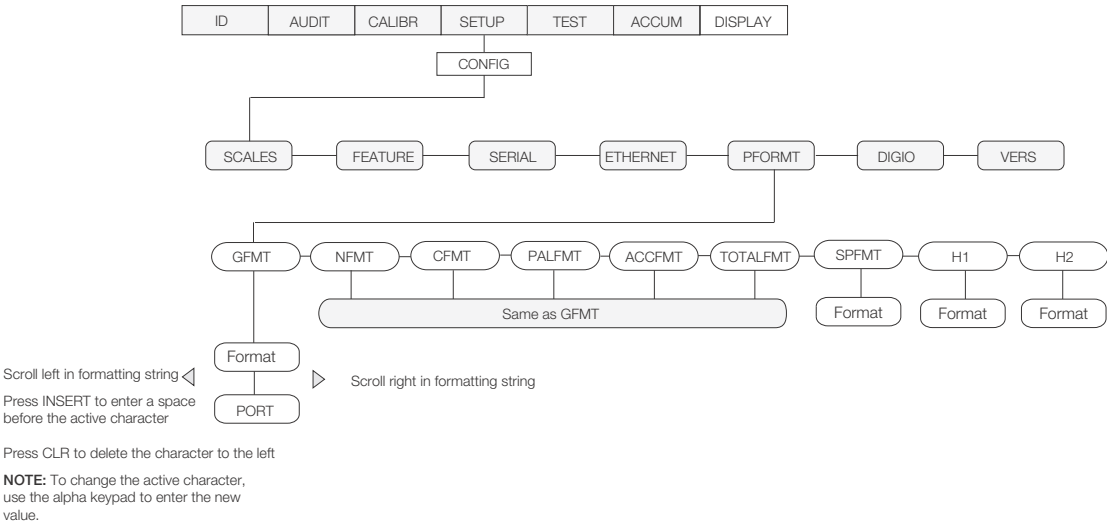 ID AUDIT CALIBR SETUP TEST ACCUM DISPLAY
CONFIG
SCALES FEATURE SERIAL ETHERNET PFORMT DIGIO VERS
GFMT NFMT CFMT PALFMT ACCFMT TOTALFMT SPFMT H1 H2
Same as GFMT Format Format Format
Format
Scroll left in formatting string Scroll right in formatting string
Press INSERT to enter a space
before the active character
PORT
Press CLR to delete the character to the left
NOTE: To change the active character,
use the alpha keypad to enter the new
value.